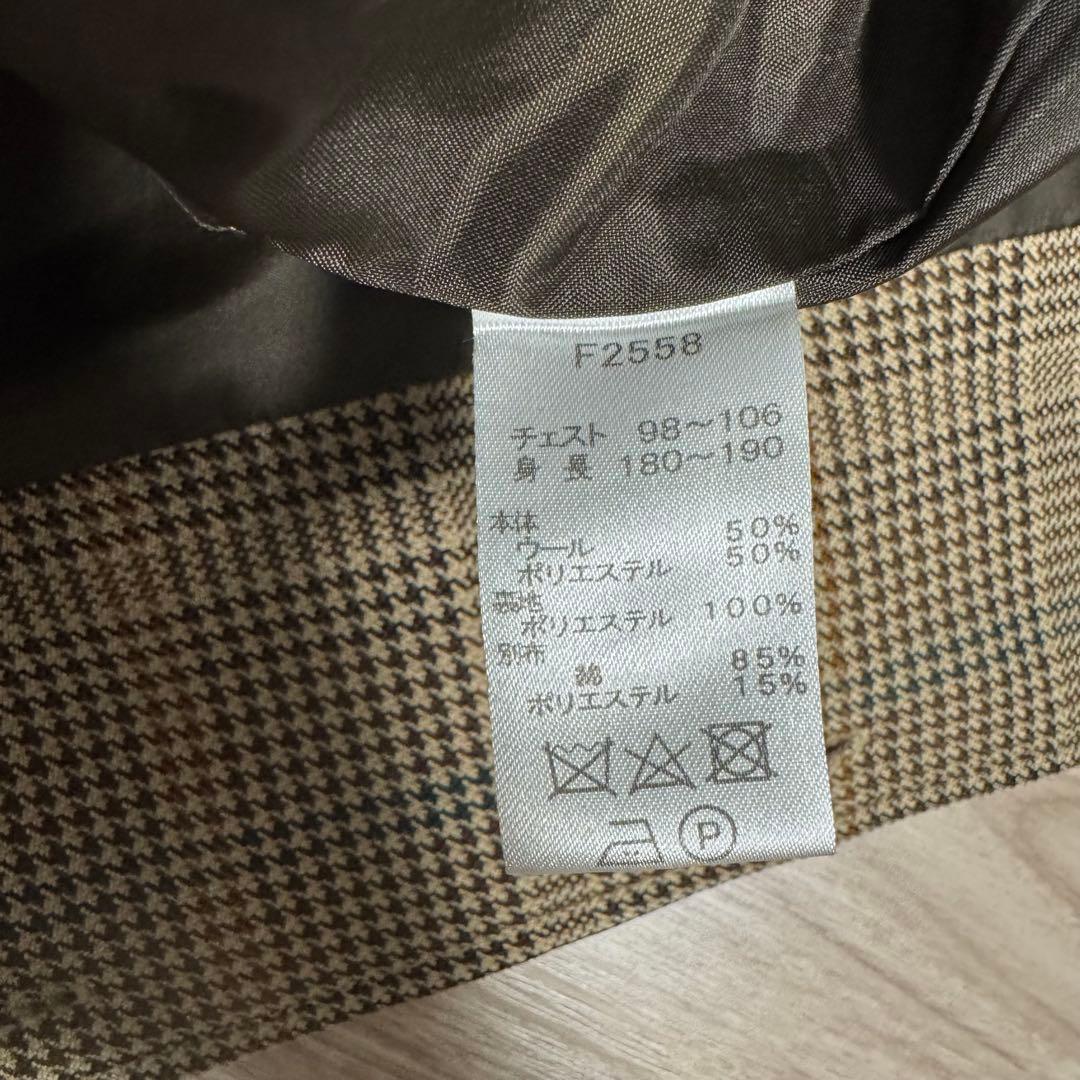 F2558
チェスト 98~106
身長 180~190
本体
ウール 50%
ポリエステル 50%
裏地
ポリエステル 100%
別布
綿 85%
ポリエステル 15%
P